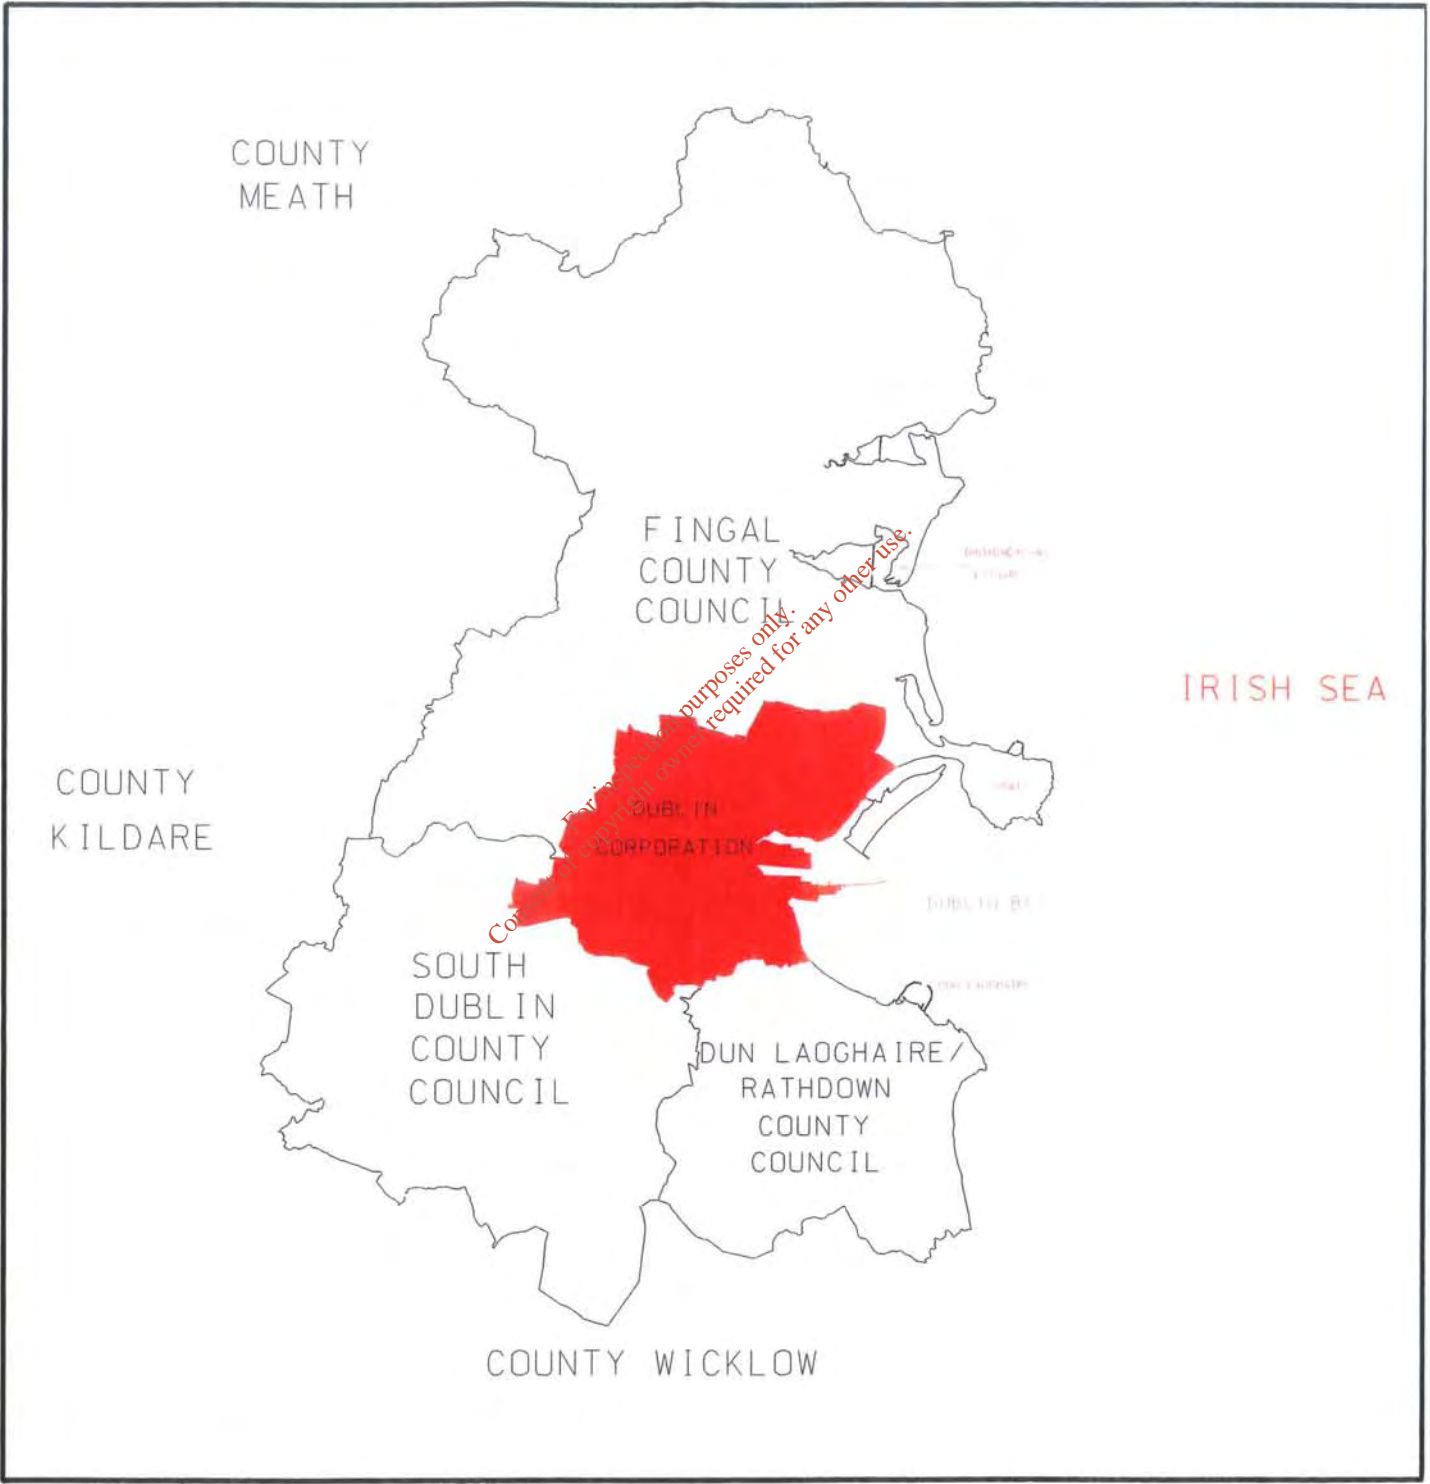 COUNTY
MEATH
FINGAL
COUNTY
COUNCIL
IRISH SEA
COUNTY
KILDARE
DUBLIN
CORPORATION
DUBLIN
SOUTH
DUBLIN
COUNTY
COUNCIL
DUN LAOGHAIRE/
RATHDOWN
COUNTY
COUNCIL
COUNTY WICKLOW
For inspection purposes only.
Consent of copyright owner required for any other use.